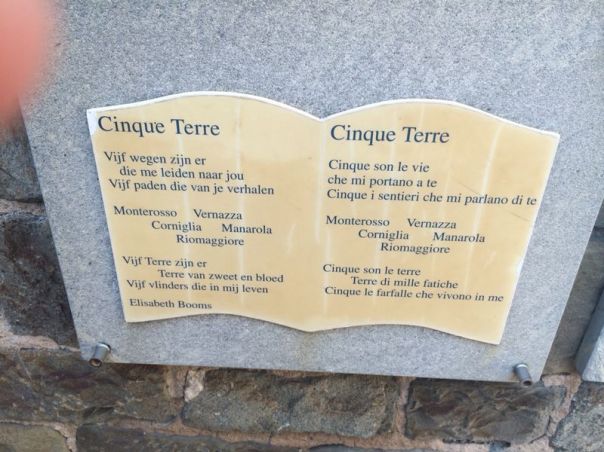 Cinque Terre
Vijf wegen zijn er
die me leiden naar jou
Vijf paden die van je verhalen
Monterosso Vernazza
Corniglia Manarola
Riomaggiore
Vijf Terre zijn er
Terre van zweet en bloed
Vijf vlinders die in mij leven
Elisabeth Booms
Cinque Terre
Cinque son le vie
che mi portano a te
Cinque i sentieri che mi parlano di te
Monterosso Vernazza
Corniglia Manarola
Riomaggiore
Cinque son le terre
Terre di mille fatiche
Cinque le farfalle che vivono in me